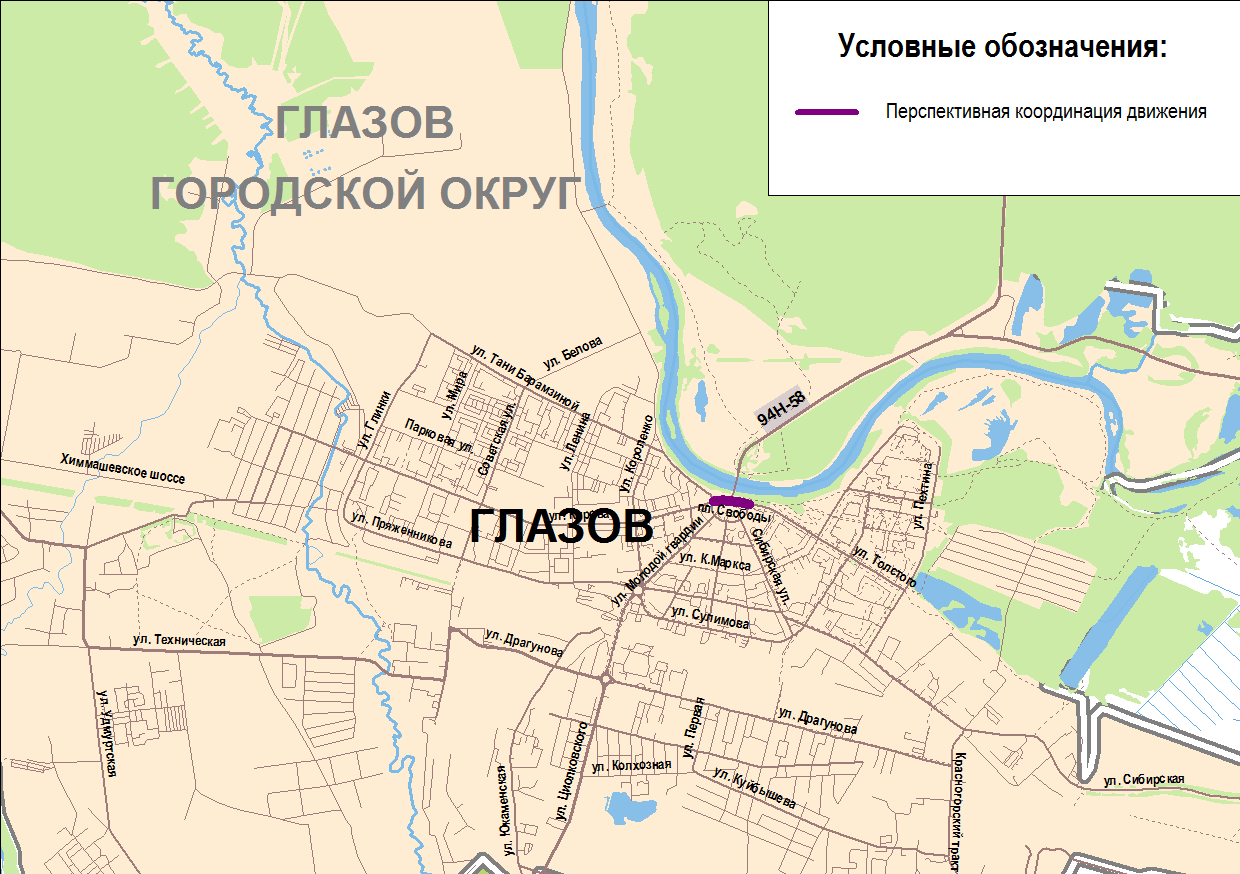 Условные обозначения:
Перспективная координация движения
ГЛАЗОВ
ГОРОДСКОЙ ОКРУГ
ул. Тани Барамзиной
ул. Белова
ул. Мира
ул. Глинки
Парковая ул.
Советская ул.
ул. Ленина
ул. Короленко
94Н-58
Химмашевское шоссе
ул. Пряженникова
ул. Кирова
ГЛАЗОВ
пл. Свободы
ул. Пехтина
ул. Молодой гвардии
ул. К.Маркса
Сибирская ул.
ул. Толстого
ул. Сулимова
ул. Техническая
ул. Драгунова
ул. Удмуртская
ул. Первая
ул. Драгунова
ул. Циолковского
ул. Колхозная
ул. Куйбышева
ул. Юкаменская
Красногорский тракт
ул. Сибирская